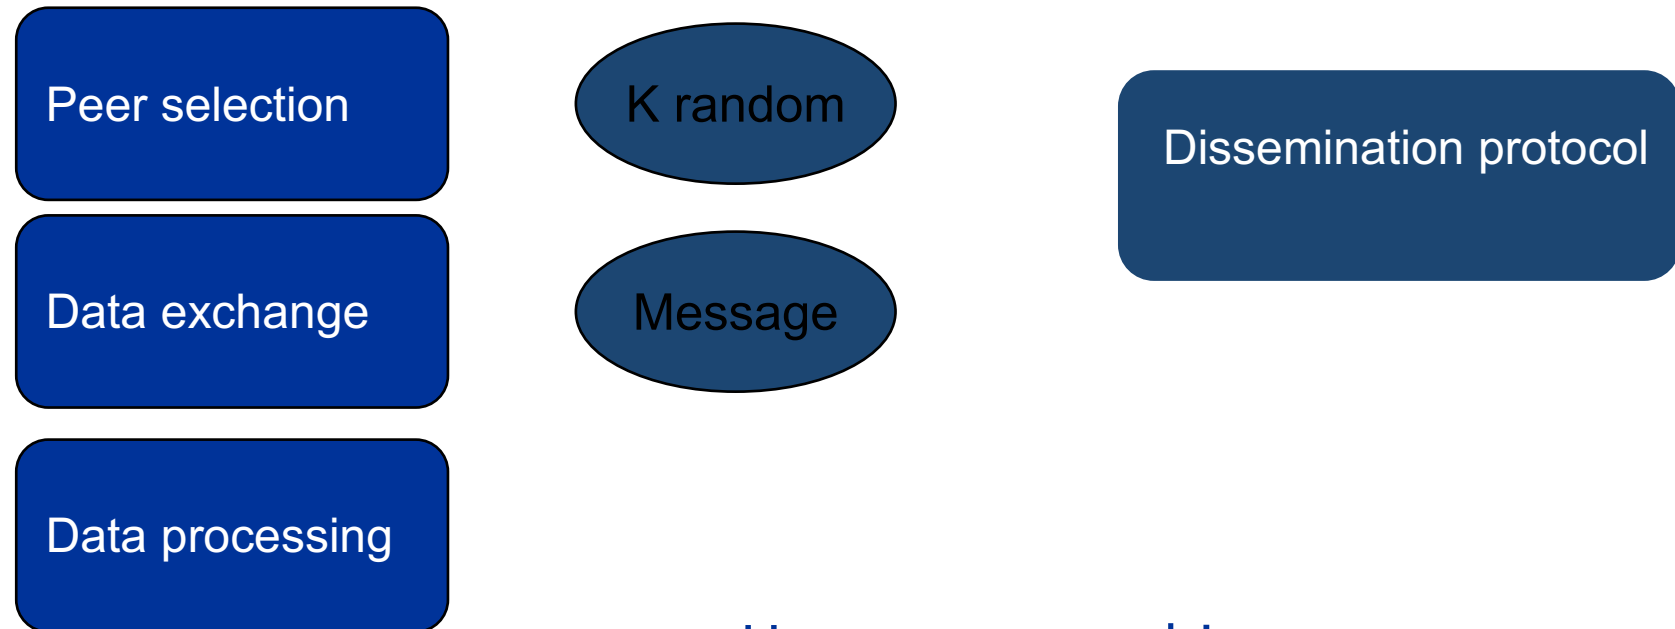 Peer selection
K random
Dissemination protocol
Data exchange
Message
Data processing